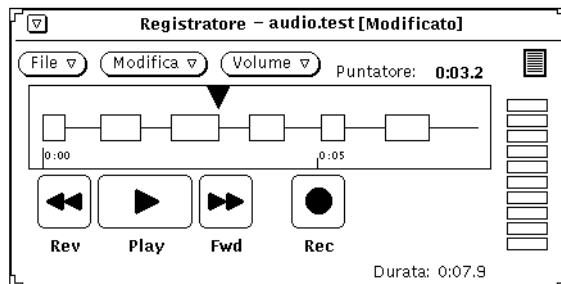 Registratore – audio.test [Modificato]
File Modifica Volume Puntatore: 0:03.2
0:00 0:05
Rev Play Fwd Rec
Durata: 0:07.9